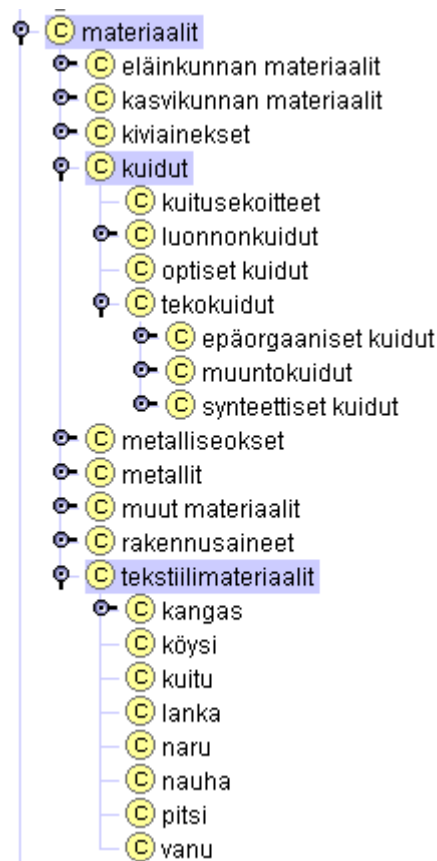 C materiaalit
C eläinkunnan materiaalit
C kasvikunnan materiaalit
C kiviainekset
C kuidut
C kuitusekoitteet
C luonnonkuidut
C optiset kuidut
C tekokuidut
C epäorgaaniset kuidut
C muuntokuidut
C synteettiset kuidut
C metalliseokset
C metallit
C muut materiaalit
C rakennusaineet
C tekstiilimateriaalit
C kangas
C köysi
C kuitu
C lanka
C naru
C nauha
C pitsi
C vanu